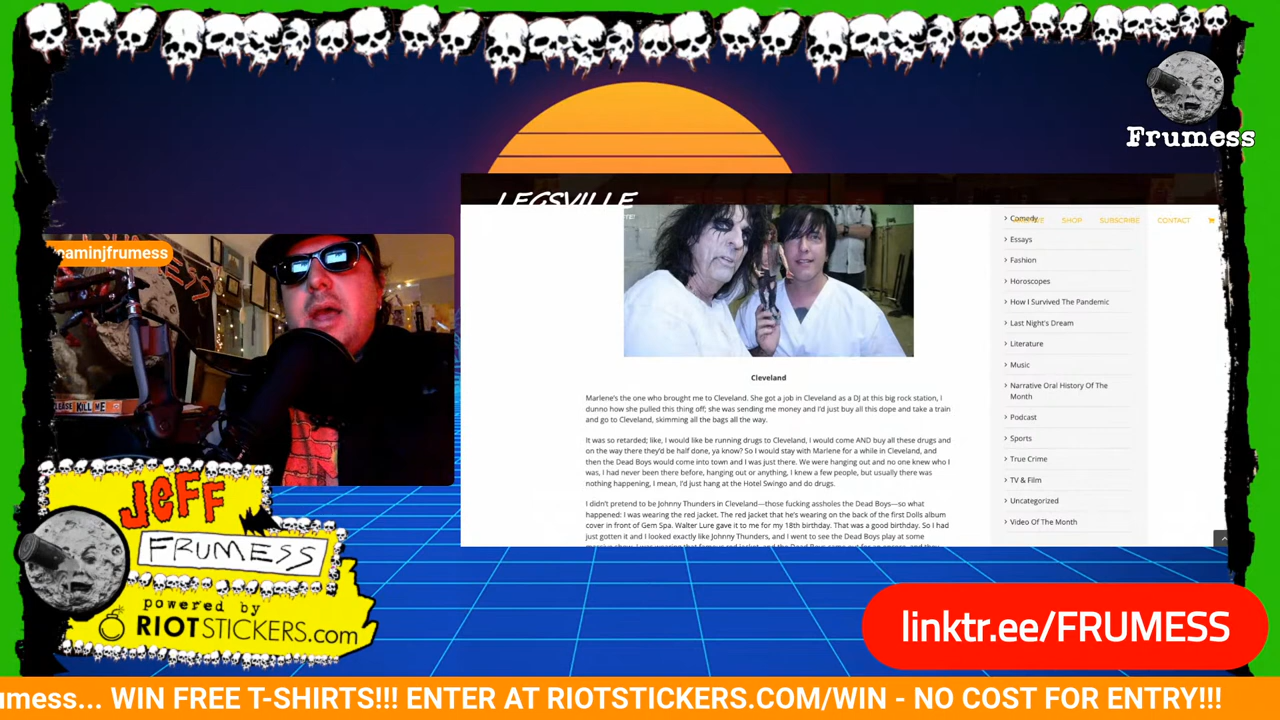 Frumess
LEGSVILLE
Comedy
SHOP
SUBSCRIBE
CONTACT
Essays
Fashion
Horoscopes
How I Survived The Pandemic
Last Night's Dream
Literature
Music
Narrative Oral History Of The
Month
Podcast
Sports
True Crime
TV & Film
Uncategorized
Video Of The Month
eaminjfrumess
LEASE KILL ME
Cleveland
Marlene's the one who brought me to Cleveland. She got a job in Cleveland as a DJ at this big rock station, I
dunno how she pulled this thing off; she was sending me money and I'd just buy all this dope and take a train
and go to Cleveland, skimming all the bags all the way.
It was so retarded; like, I would like be running drugs to Cleveland, I would come AND buy all these drugs and
on the way there they'd be half done, ya know? So I would stay with Marlene for a while in Cleveland, and
then the Dead Boys would come into town and I was just there. We were hanging out and no one knew who I
was, I had never been there before, hanging out or anything, I knew a few people, but usually there was
nothing happening, I mean, I'd just hang at the Hotel Swingo and do drugs.
I didn't pretend to be Johnny Thunders in Cleveland—those fucking assholes the Dead Boys—so what
happened: I was wearing the red jacket. The red jacket that he's wearing on the back of the first Dolls album
cover in front of Gem Spa. Walter Lure gave it to me for my 18th birthday. That was a good birthday. So I had
just gotten it and I looked exactly like Johnny Thunders, and I went to see the Dead Boys play at some
JEFF
FRUMESS
powered by
RIOTSTICKERS.com
linktr.ee/FRUMESS
umess... WIN FREE T-SHIRTS!!! ENTER AT RIOTSTICKERS.COM/WIN - NO COST FOR ENTRY!!!